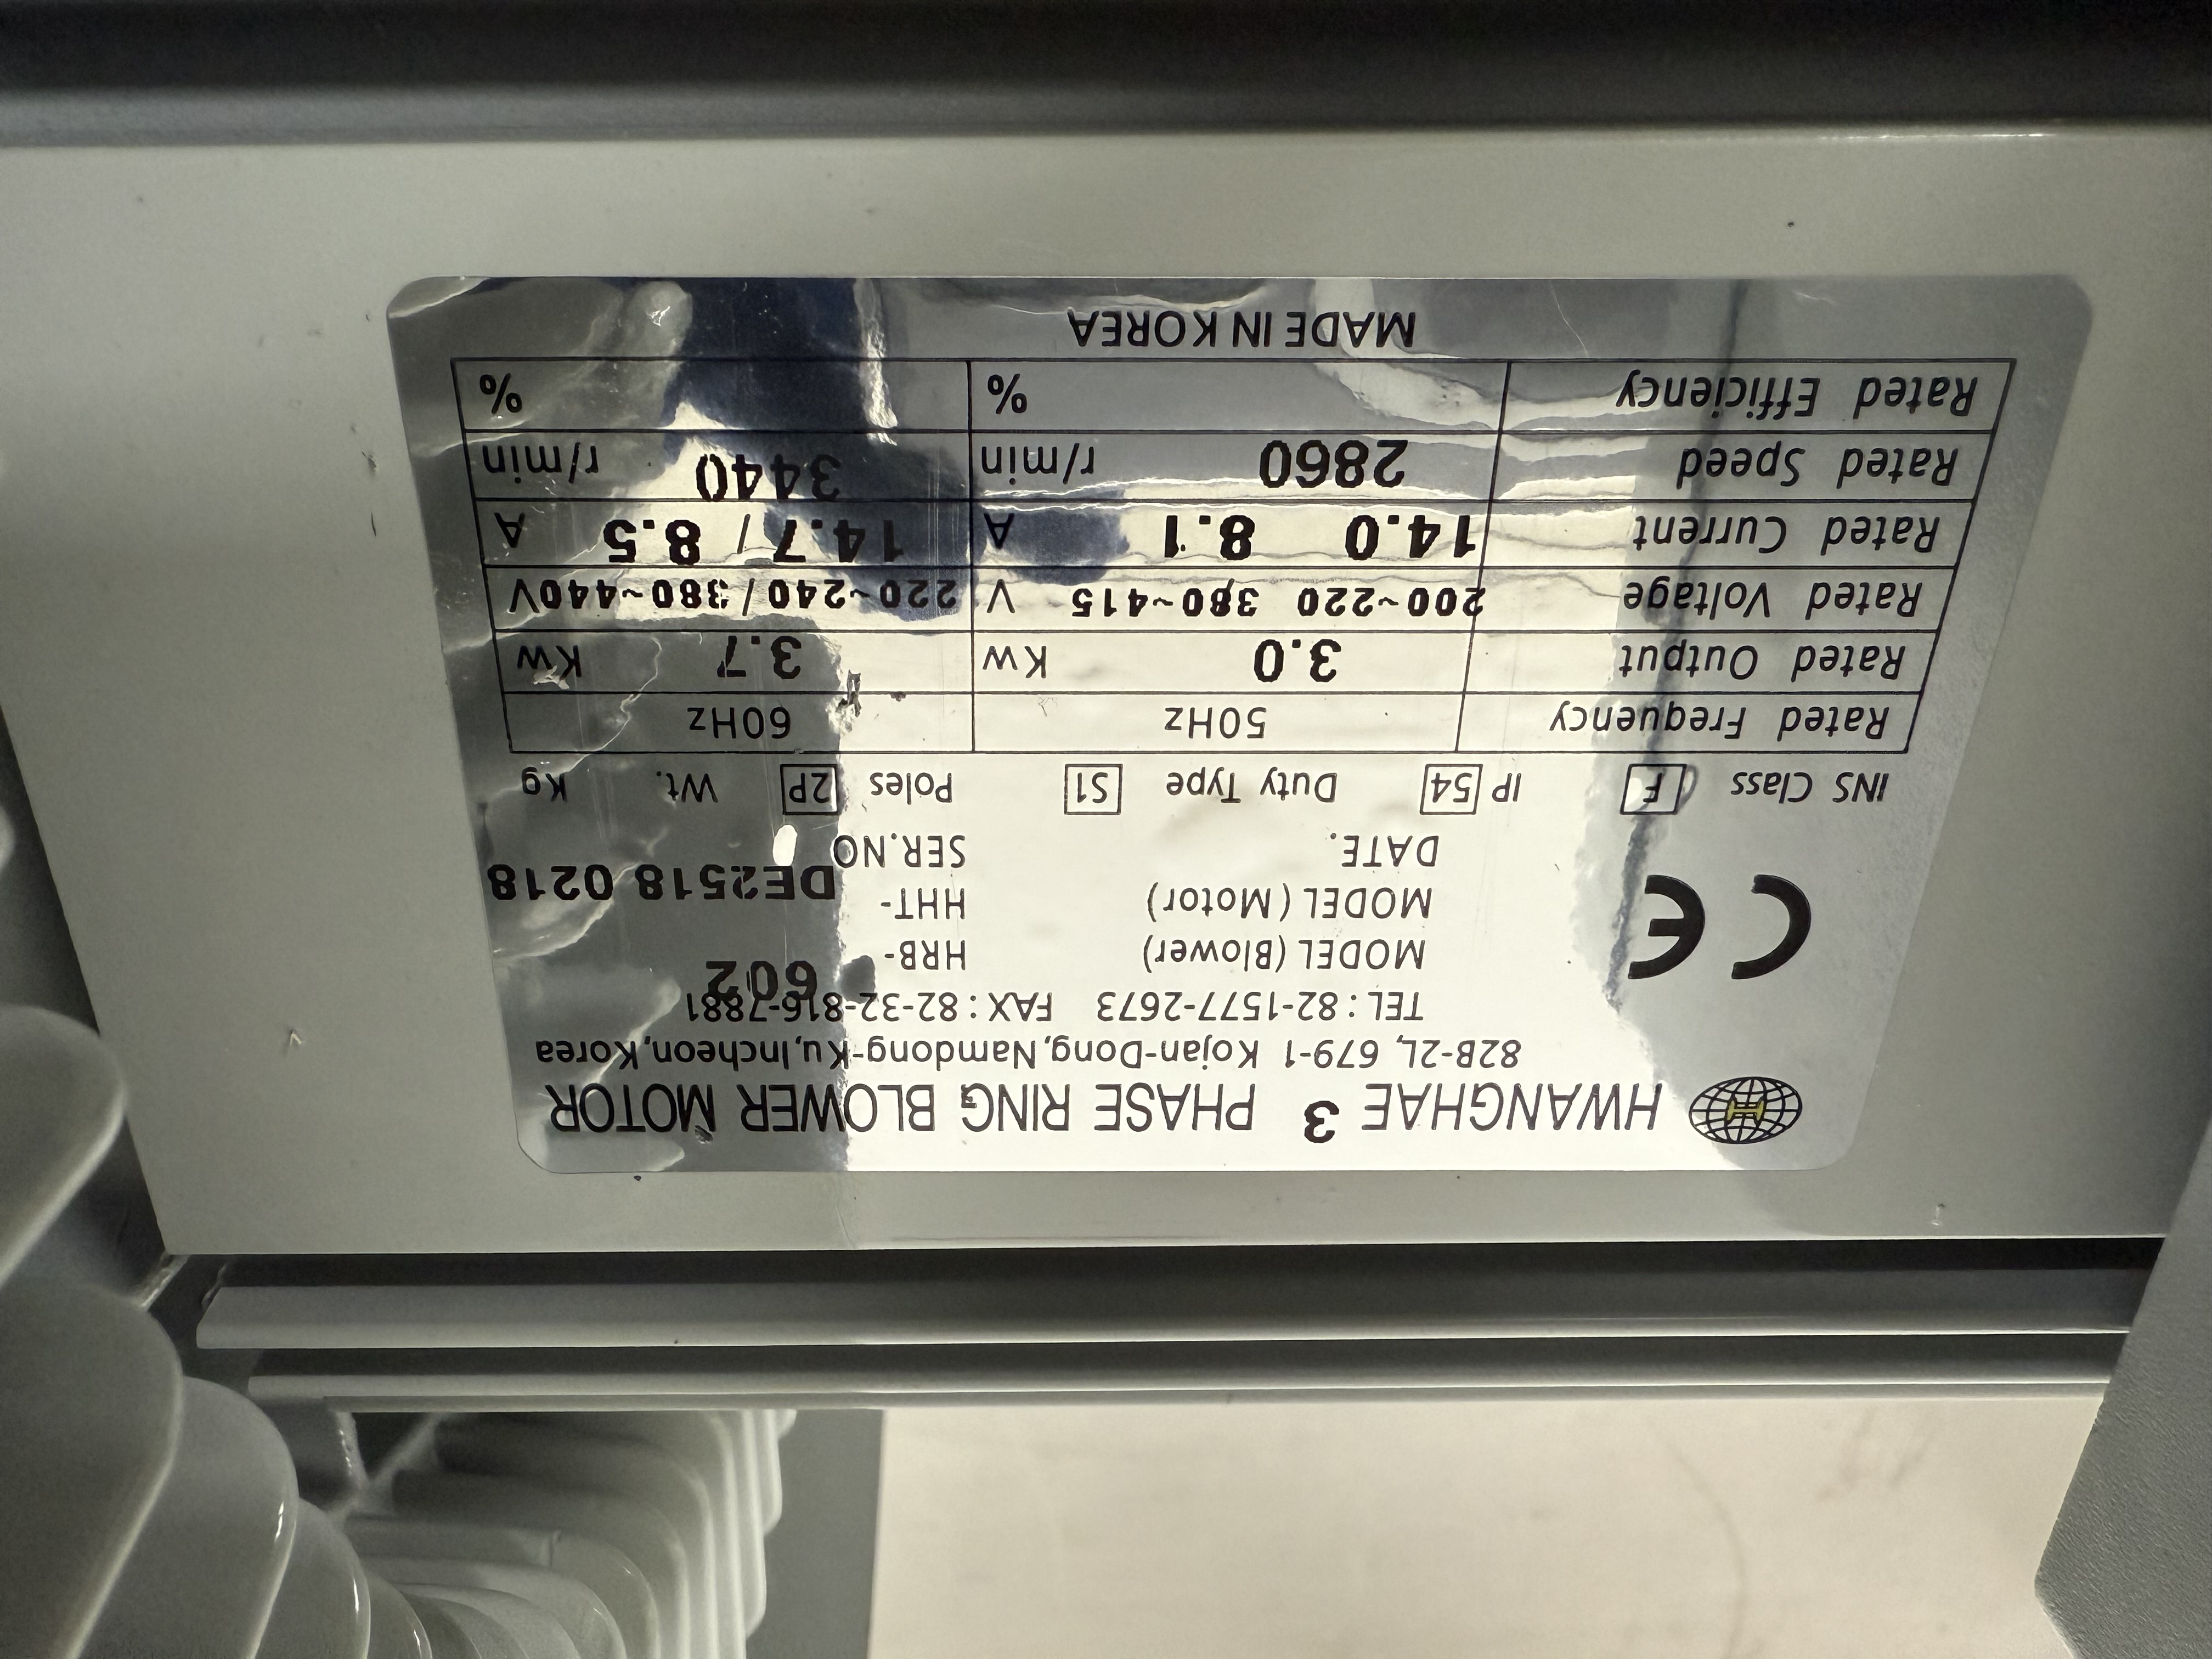 HWANGHAE 3 PHASE RING BLOWER MOTOR
82B-2L, 679-1 Kojan-Dong, Namdong-Ku, Incheon, Korea
TEL : 82-1577-2673 FAX : 82-32-816-7881
MODEL (Blower) HRB- 602
MODEL (Motor) HHT-
DE2518 0218
DATE. SER.NO
CE
INS Class F IP 54 Duty Type S1 Poles 2P Wt. Kg
Rated Frequency 50Hz 60Hz
Rated Output 3.0 Kw 3.7 Kw
Rated Voltage 200~220 380~415 V 220~240 / 380~440V
Rated Current 14.0 8.1 A 14.7 / 8.5 A
Rated Speed 2860 r/min 3440 r/min
Rated Efficiency % %
MADE IN KOREA